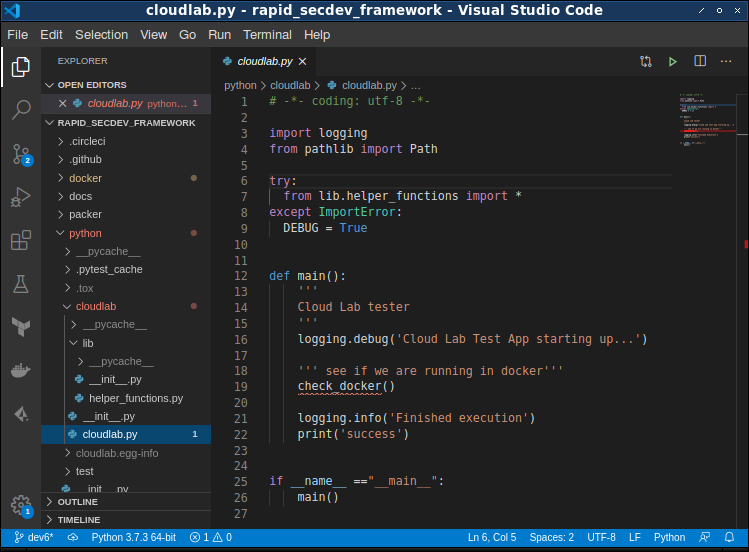 cloudlab.py - rapid_secdev_framework - Visual Studio Code
File Edit Selection View Go Run Terminal Help
EXPLORER
OPEN EDITORS
cloudlab.py python... 1
RAPID_SECDEV_FRAMEWORK
.circleci
.github
docker
docs
packer
python
__pycache__
.pytest_cache
.tox
cloudlab
__pycache__
lib
__pycache__
__init__.py
helper_functions.py
__init__.py
cloudlab.py 1
cloudlab.egg-info
test
__init__.py
OUTLINE
TIMELINE
2
1
cloudlab.py
python > cloudlab > cloudlab.py > ...
1 # -*- coding: utf-8 -*-
2
3 import logging
4 from pathlib import Path
5
6 try:
7 from lib.helper_functions import *
8 except ImportError:
9 DEBUG = True
10
11
12 def main():
13 '''
14 Cloud Lab tester
15 '''
16 logging.debug('Cloud Lab Test App starting up...')
17
18 ''' see if we are running in docker'''
19 check_docker()
20
21 logging.info('Finished execution')
22 print('success')
23
24
25 if __name__ =="__main__":
26 main()
27
dev6* Python 3.7.3 64-bit 1 0 Ln 6, Col 5 Spaces: 2 UTF-8 LF Python